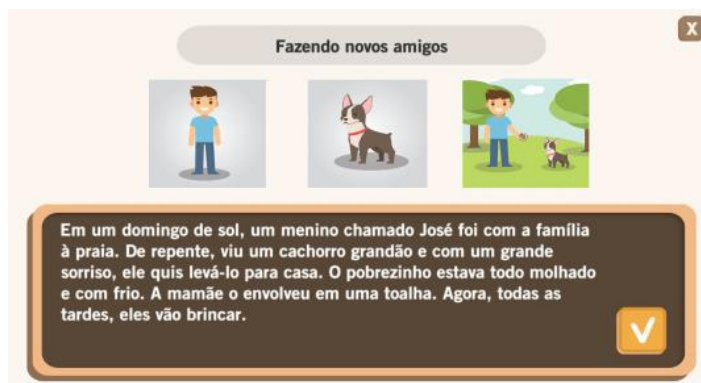 Fazendo novos amigos
X
Em um domingo de sol, um menino chamado José foi com a família
à praia. De repente, viu um cachorro grandão e com um grande
sorriso, ele quis levá-lo para casa. O pobrezinho estava todo molhado
e com frio. A mamãe o envolveu em uma toalha. Agora, todas as
tardes, eles vão brincar.